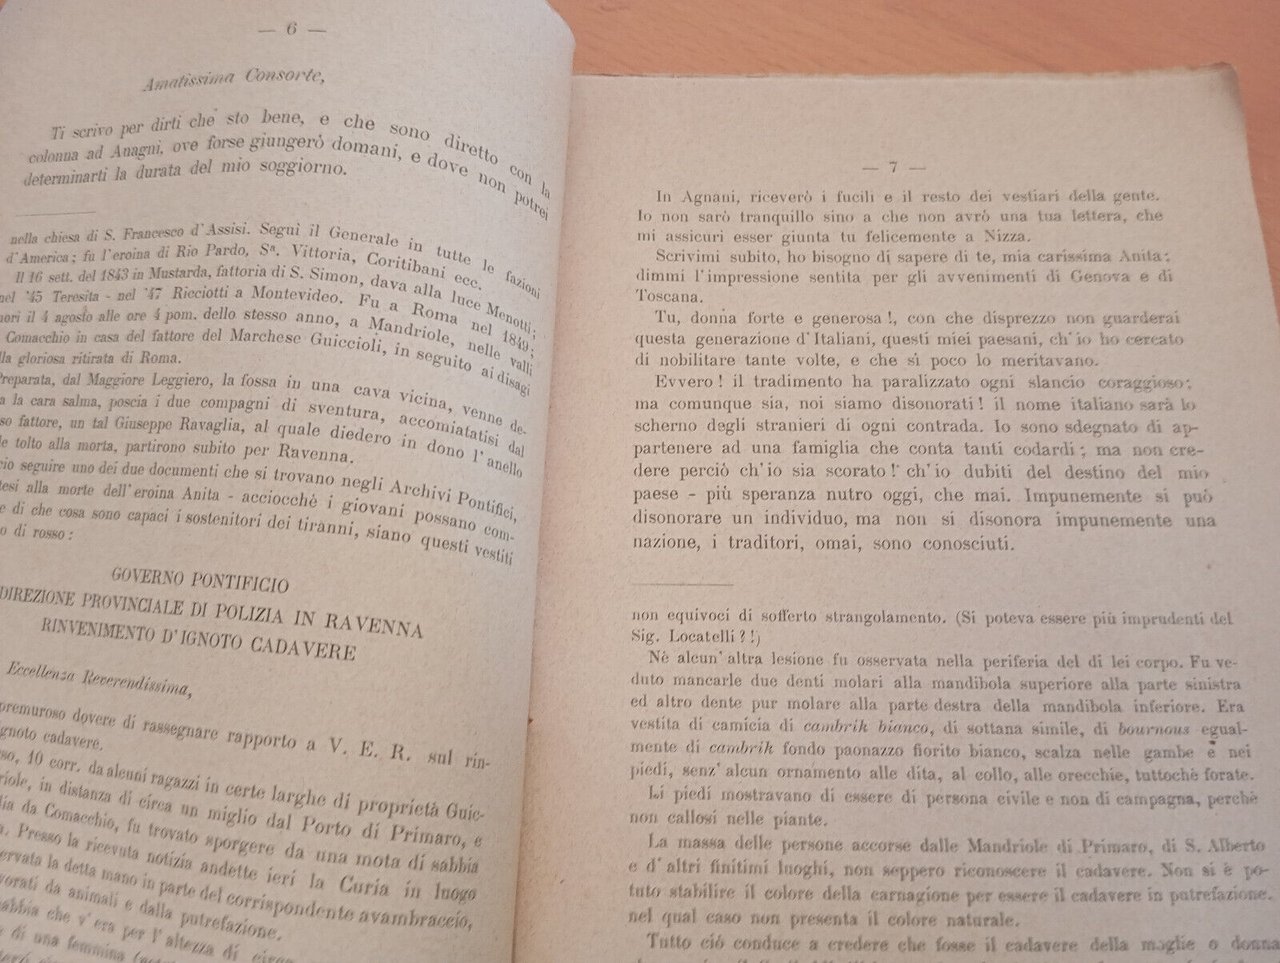 — 6 —
Amatissima Consorte,
Ti scrivo per dirti che sto bene, e che sono diretto con la
colonna ad Anagni, ove forse giungerò domani, e dove non potrei
determinarti la durata del mio soggiorno.
nella chiesa di S. Francesco d'Assisi. Seguì il Generale in tutte le fazioni
d'America; fu l'eroina di Rio Pardo, Sª. Vittoria, Coritibani ecc.
Il 16 sett. del 1843 in Mustarda, fattoria di S. Simon, dava alla luce Menotti;
nel '45 Teresita - nel '47 Ricciotti a Montevideo. Fu a Roma nel 1849;
morì il 4 agosto alle ore 4 pom. dello stesso anno, a Mandriole, nelle valli
Comacchio in casa del fattore del Marchese Guiccioli, in seguito ai disagi
gloriosa ritirata di Roma.
Preparata, dal Maggiore Leggiero, la fossa in una cava vicina, venne de-
la cara salma, poscia i due compagni di sventura, accomiatatisi dal
fattore, un tal Giuseppe Ravaglia, al quale diedero in dono l'anello
tolto alla morta, partirono subito per Ravenna.
seguire uno dei due documenti che si trovano negli Archivi Pontifici,
alla morte dell'eroina Anita - acciocchè i giovani possano com-
di che cosa sono capaci i sostenitori dei tiranni, siano questi vestiti
o di rosso:
GOVERNO PONTIFICIO
DIREZIONE PROVINCIALE DI POLIZIA IN RAVENNA
RINVENIMENTO D'IGNOTO CADAVERE
Eccellenza Reverendissima,
premuroso dovere di rassegnare rapporto a V. E. R. sul rin-
ignoto cadavere.
10 corr. da alcuni ragazzi in certe larghe di proprietà Guic-
in distanza di circa un miglio dal Porto di Primaro, e
da Comacchio, fu trovato sporgere da una mota di sabbia
Presso la ricevuta notizia andette ieri la Curia in luogo
la detta mano in parte del corrispondente avambraccio,
da animali e dalla putrefazione.
sabbia che v'era per l'altezza di
di una femmina
— 7 —
In Agnani, riceverò i fucili e il resto dei vestiari della gente.
Io non sarò tranquillo sino a che non avrò una tua lettera, che
mi assicuri esser giunta tu felicemente a Nizza.
Scrivimi subito, ho bisogno di sapere di te, mia carissima Anita;
dimmi l'impressione sentita per gli avvenimenti di Genova e di
Toscana.
Tu, donna forte e generosa!, con che disprezzo non guarderai
questa generazione d'Italiani, questi miei paesani, ch'io ho cercato
di nobilitare tante volte, e che sì poco lo meritavano.
Evvero! il tradimento ha paralizzato ogni slancio coraggioso;
ma comunque sia, noi siamo disonorati! il nome italiano sarà lo
scherno degli stranieri di ogni contrada. Io sono sdegnato di ap-
partenere ad una famiglia che conta tanti codardi; ma non cre-
dere perciò ch'io sia scorato! ch'io dubiti del destino del mio
paese - più speranza nutro oggi, che mai. Impunemente si può
disonorare un individuo, ma non si disonora impunemente una
nazione, i traditori, omai, sono conosciuti.
non equivoci di sofferto strangolamento. (Si poteva essere più imprudenti del
Sig. Locatelli?!)
Nè alcun'altra lesione fu osservata nella periferia del di lei corpo. Fu ve-
duto mancarle due denti molari alla mandibola superiore alla parte sinistra
ed altro dente pur molare alla parte destra della mandibola inferiore. Era
vestita di camicia di cambrik bianco, di sottana simile, di bournous egual-
mente di cambrik fondo paonazzo fiorito bianco, scalza nelle gambe e nei
piedi, senz'alcun ornamento alle dita, al collo, alle orecchie, tuttochè forate.
Li piedi mostravano di essere di persona civile e non di campagna, perchè
non callosi nelle piante.
La massa delle persone accorse dalle Mandriole di Primaro, di S. Alberto
e d'altri finitimi luoghi, non seppero riconoscere il cadavere. Non si è po-
tuto stabilire il colore della carnagione per essere il cadavere in putrefazione.
nel qual caso non presenta il colore naturale.
Tutto ciò conduce a credere che fosse il cadavere della moglie o donna